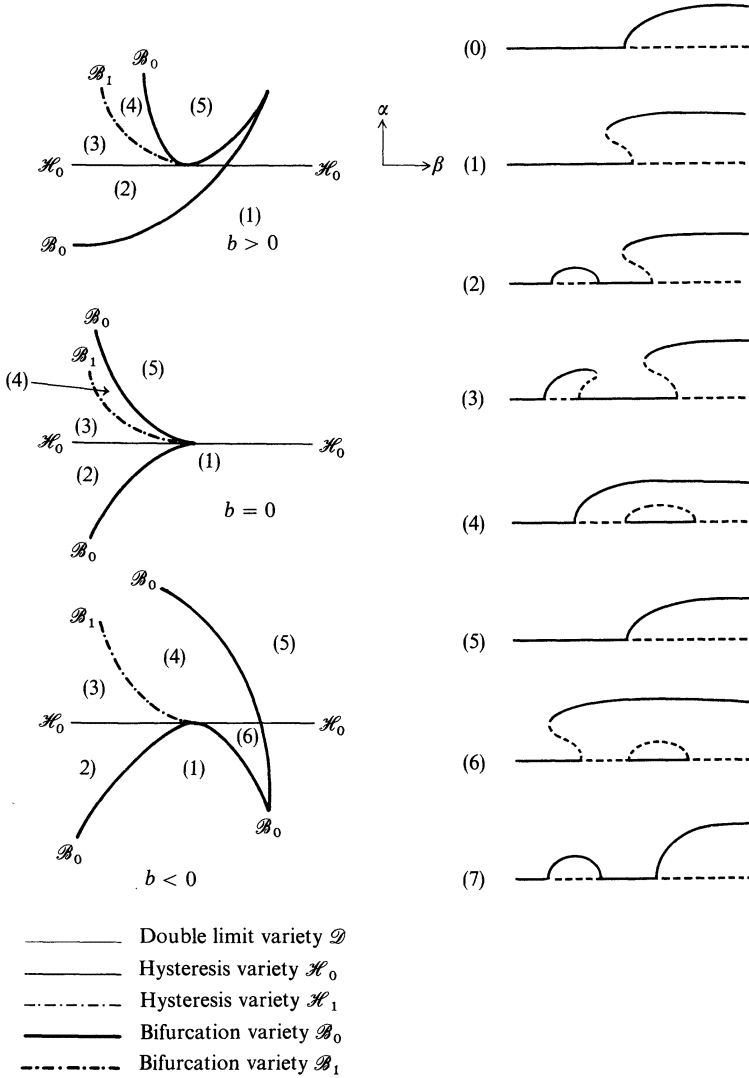 ℬ₀
ℬ₁
(4)
(5)
(3)
ℋ₀
ℋ₀
(2)
(1)
ℬ₀
b > 0
α
β
ℬ₀
ℬ₁
(4)
(5)
(3)
ℋ₀
ℋ₀
(2)
(1)
b = 0
ℬ₀
ℬ₀
ℬ₁
(4)
(5)
(3)
ℋ₀
ℋ₀
(6)
2)
(1)
ℬ₀
ℬ₀
b < 0
(0)
(1)
(2)
(3)
(4)
(5)
(6)
(7)
Double limit variety 𝒟
Hysteresis variety ℋ₀
Hysteresis variety ℋ₁
Bifurcation variety ℬ₀
Bifurcation variety ℬ₁